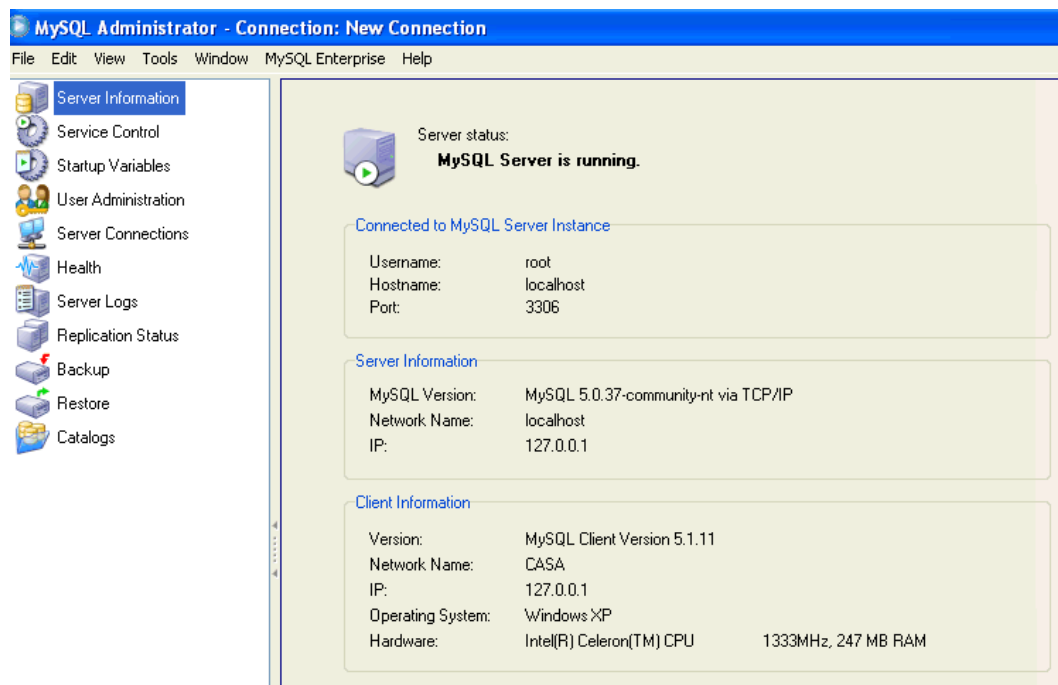 MySQL Administrator - Connection: New Connection
File Edit View Tools Window MySQL Enterprise Help
Server Information
Service Control
Startup Variables
User Administration
Server Connections
Health
Server Logs
Replication Status
Backup
Restore
Catalogs
Server status:
MySQL Server is running.
Connected to MySQL Server Instance
Username: root
Hostname: localhost
Port: 3306
Server Information
MySQL Version: MySQL 5.0.37-community-nt via TCP/IP
Network Name: localhost
IP: 127.0.0.1
Client Information
Version: MySQL Client Version 5.1.11
Network Name: CASA
IP: 127.0.0.1
Operating System: Windows XP
Hardware: Intel(R) Celeron(TM) CPU 1333MHz, 247 MB RAM